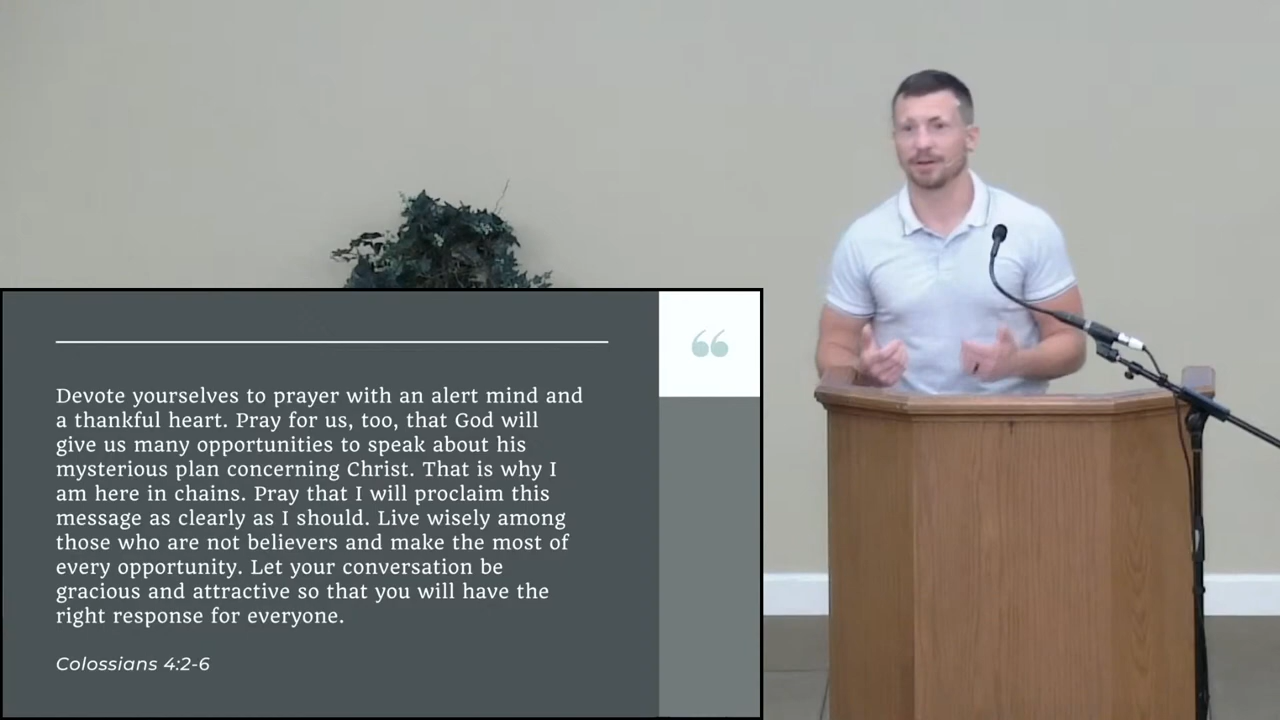 “
Devote yourselves to prayer with an alert mind and
a thankful heart. Pray for us, too, that God will
give us many opportunities to speak about his
mysterious plan concerning Christ. That is why I
am here in chains. Pray that I will proclaim this
message as clearly as I should. Live wisely among
those who are not believers and make the most of
every opportunity. Let your conversation be
gracious and attractive so that you will have the
right response for everyone.
Colossians 4:2-6